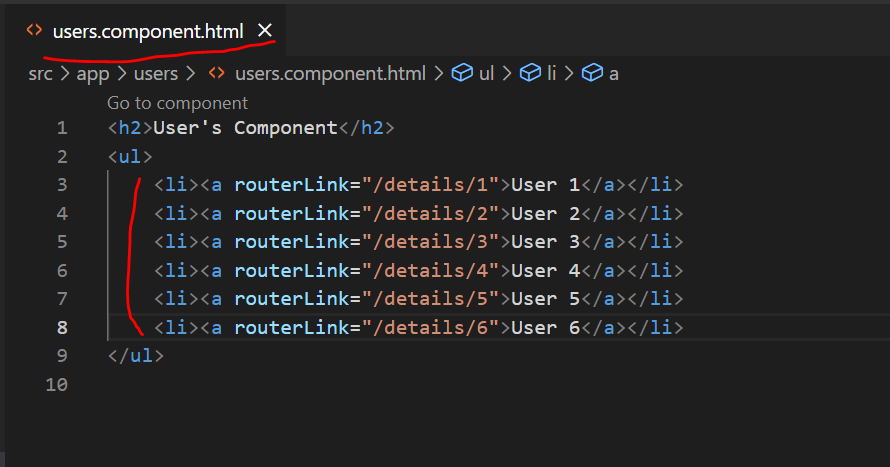 users.component.html
src > app > users > users.component.html > ul > li > a
Go to component
1 <h2>User's Component</h2>
2 <ul>
3 <li><a routerLink="/details/1">User 1</a></li>
4 <li><a routerLink="/details/2">User 2</a></li>
5 <li><a routerLink="/details/3">User 3</a></li>
6 <li><a routerLink="/details/4">User 4</a></li>
7 <li><a routerLink="/details/5">User 5</a></li>
8 <li><a routerLink="/details/6">User 6</a></li>
9 </ul>
10